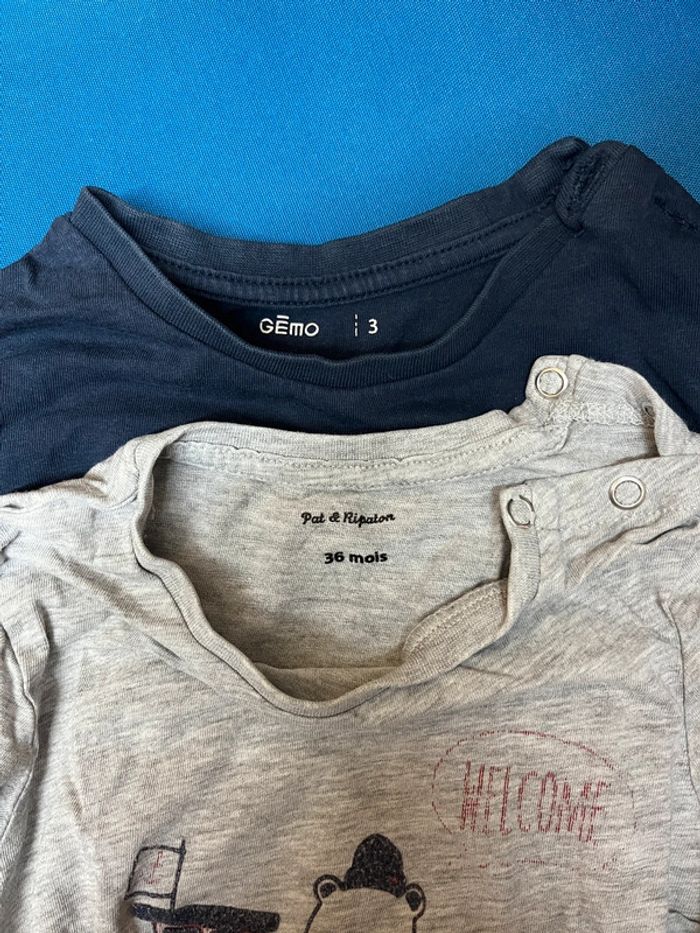 GĒMO | 3
Pat & Ripaton
36 mois
WELCOME